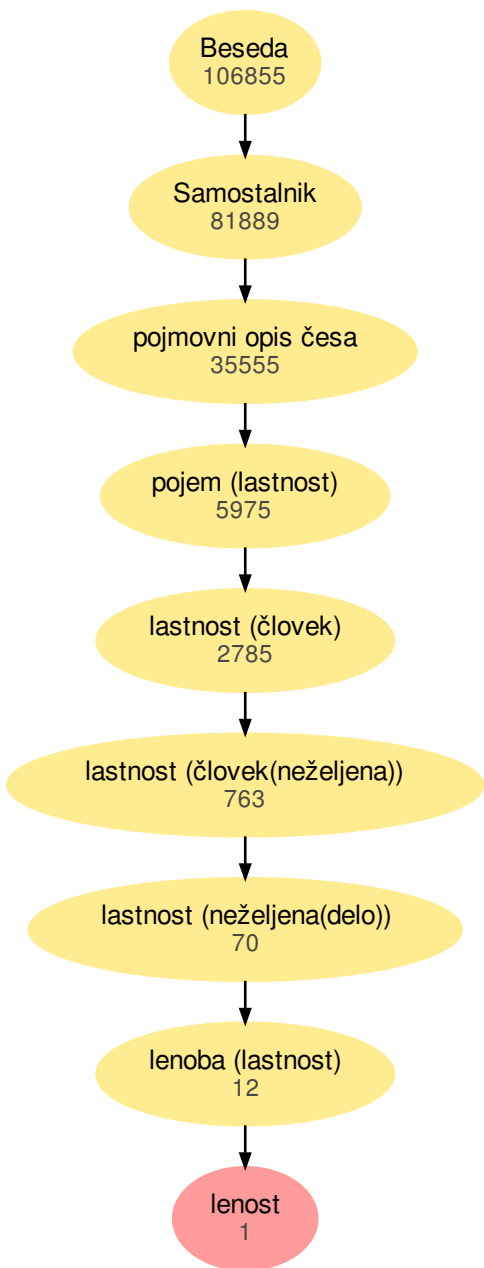 Beseda
106855
Samostalnik
81889
pojmovni opis česa
35555
pojem (lastnost)
5975
lastnost (človek)
2785
lastnost (človek(neželjena))
763
lastnost (neželjena(delo))
70
lenoba (lastnost)
12
lenost
1